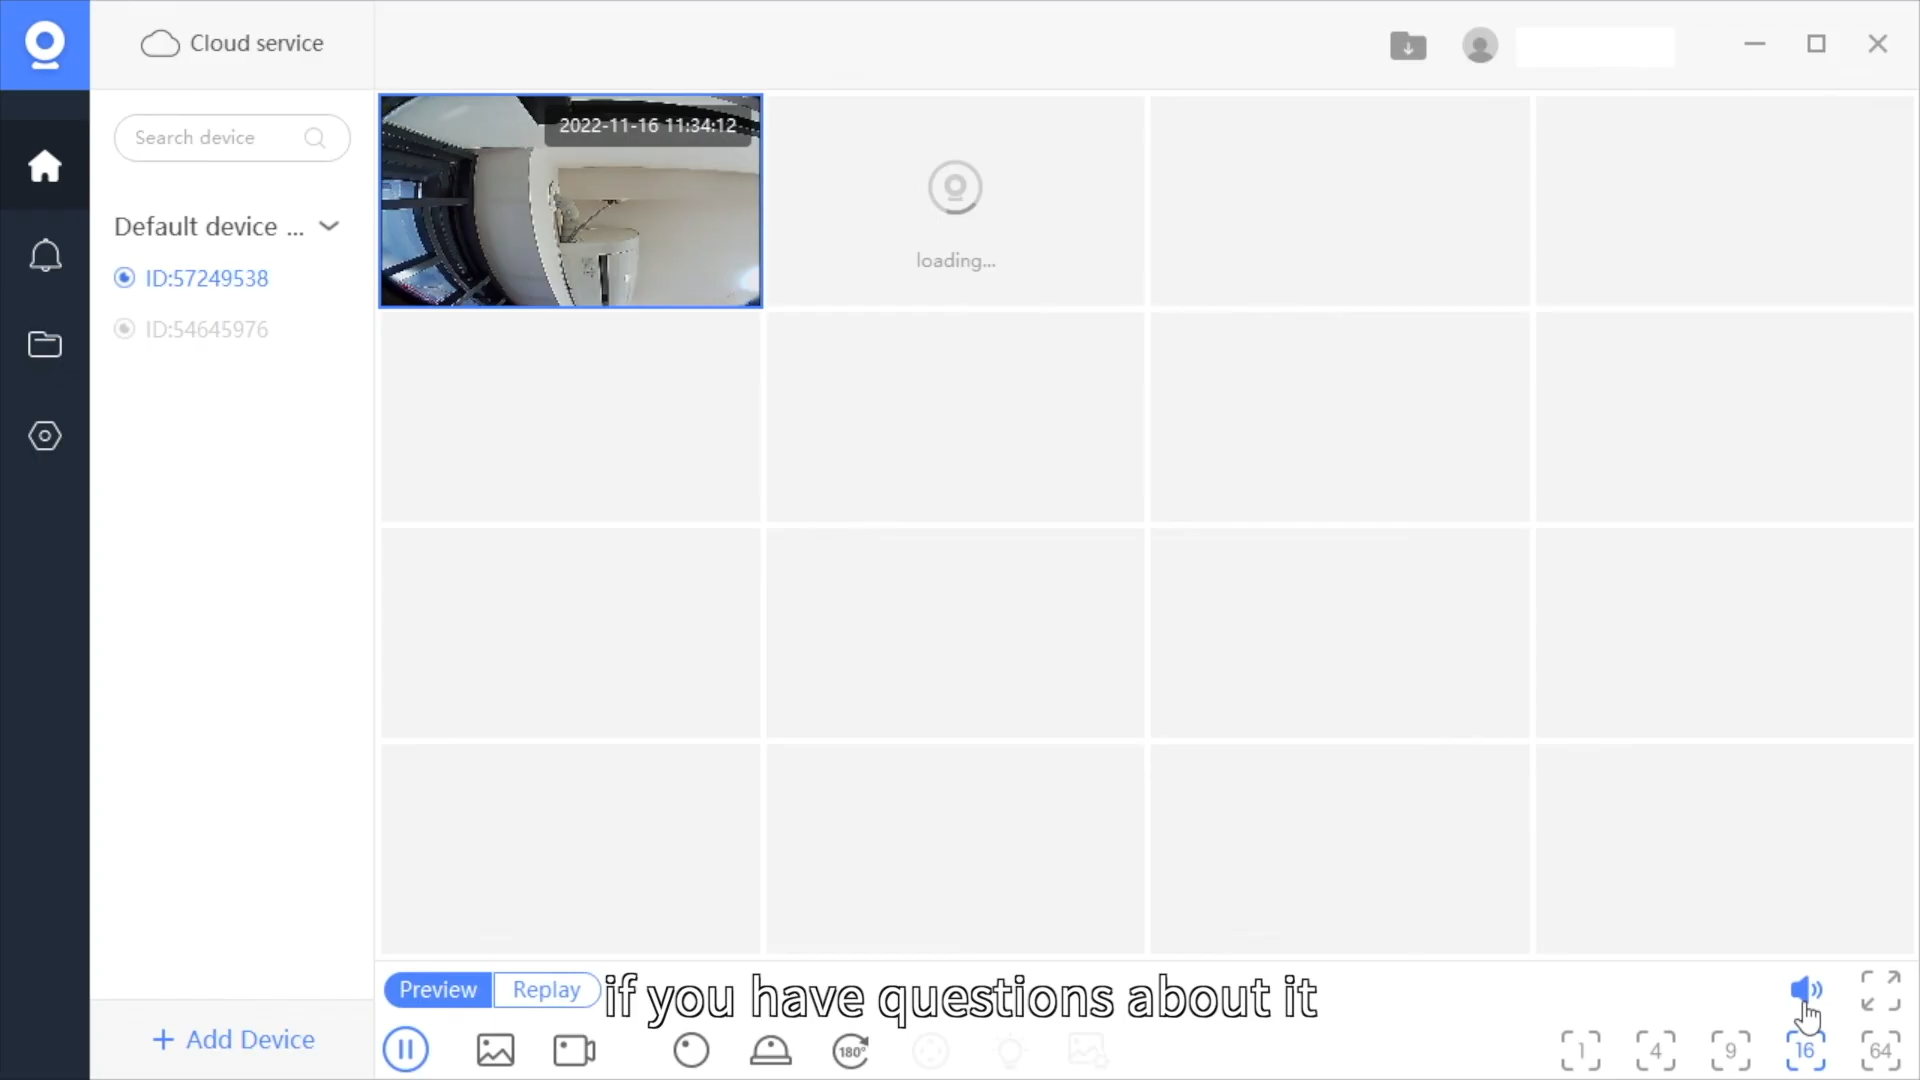 Cloud service
Search device
Default device ...
ID:57249538
ID:54645976
2022-11-16 11:34:12
loading...
Preview
Replay
if you have questions about it
+ Add Device
180°
1
4
9
16
64